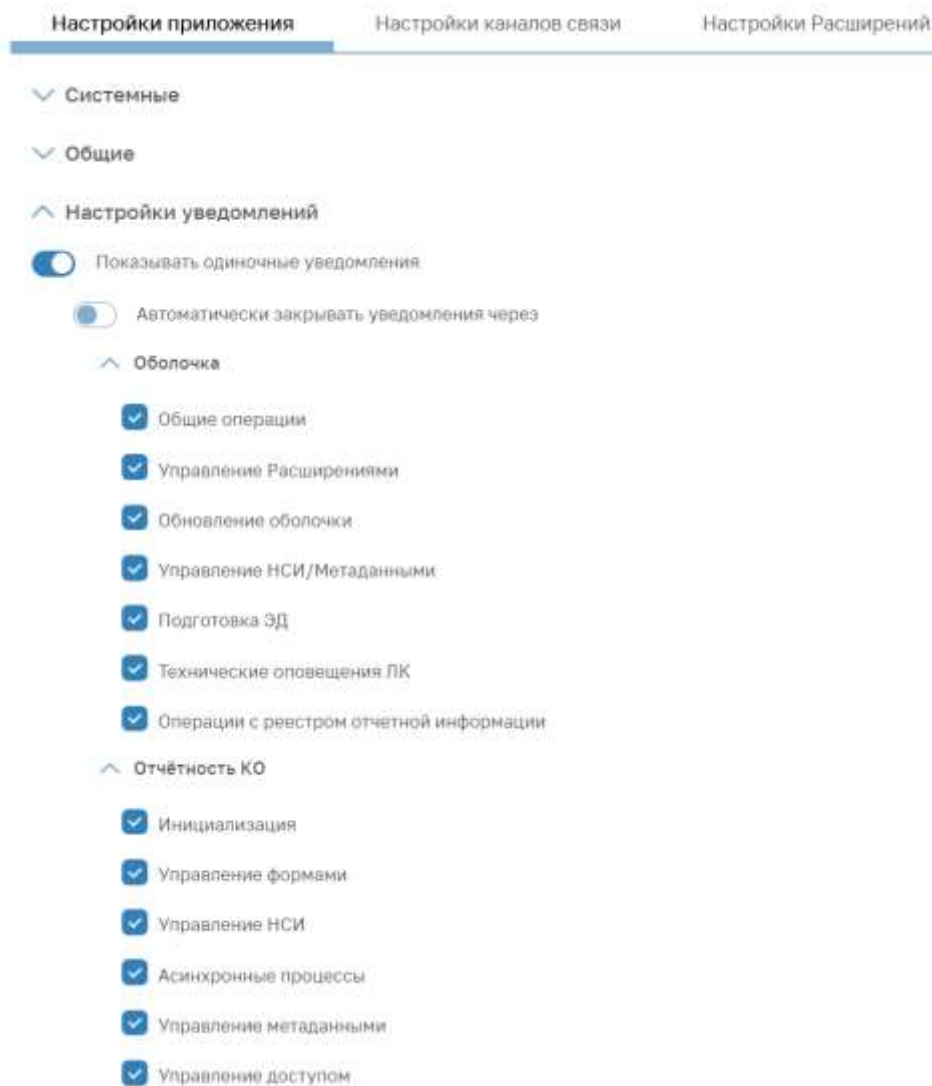 Настройки приложения Настройки каналов связи Настройки Расширений
Системные
Общие
Настройки уведомлений
Показывать одиночные уведомления
Автоматически закрывать уведомления через
Оболочка
Общие операции
Управление Расширениями
Обновление оболочки
Управление НСИ/Метаданными
Подготовка ЭД
Технические оповещения ЛК
Операции с реестром отчетной информации
Отчётность КО
Инициализация
Управление формами
Управление НСИ
Асинхронные процессы
Управление метаданными
Управление доступом